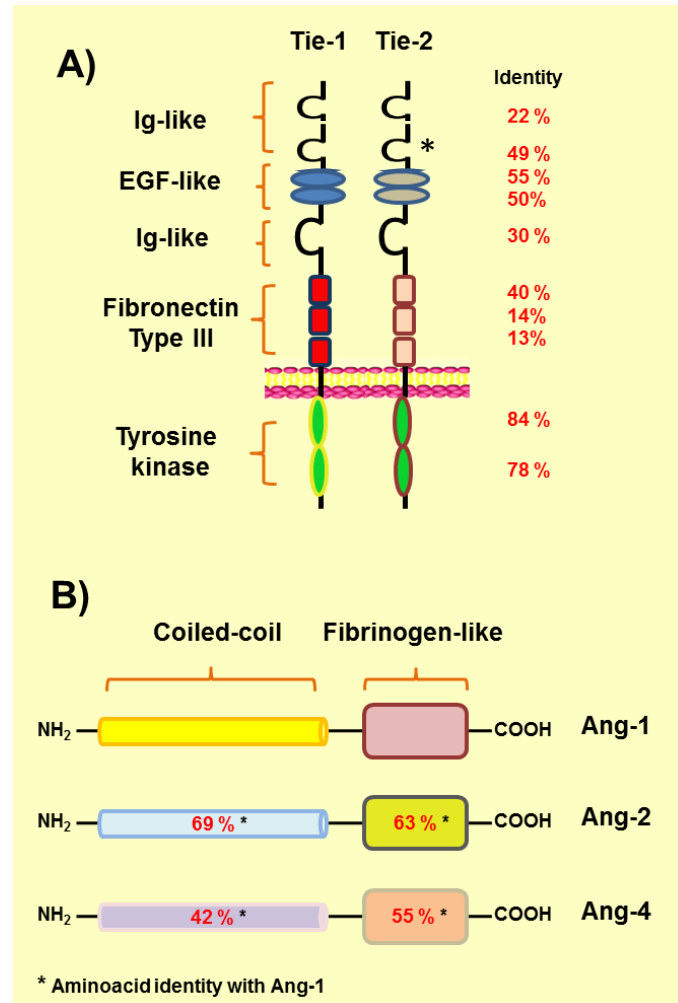 A)
Tie-1 Tie-2
Identity
Ig-like
22 %
*
49 %
EGF-like
55 %
50%
Ig-like
30 %
40 %
Fibronectin
Type III
14%
13%
84 %
Tyrosine
kinase
78 %
B)
Coiled-coil Fibrinogen-like
NH₂ COOH Ang-1
NH₂ 69 % * 63 % * COOH Ang-2
NH₂ 42 % * 55 % * COOH Ang-4
* Aminoacid identity with Ang-1